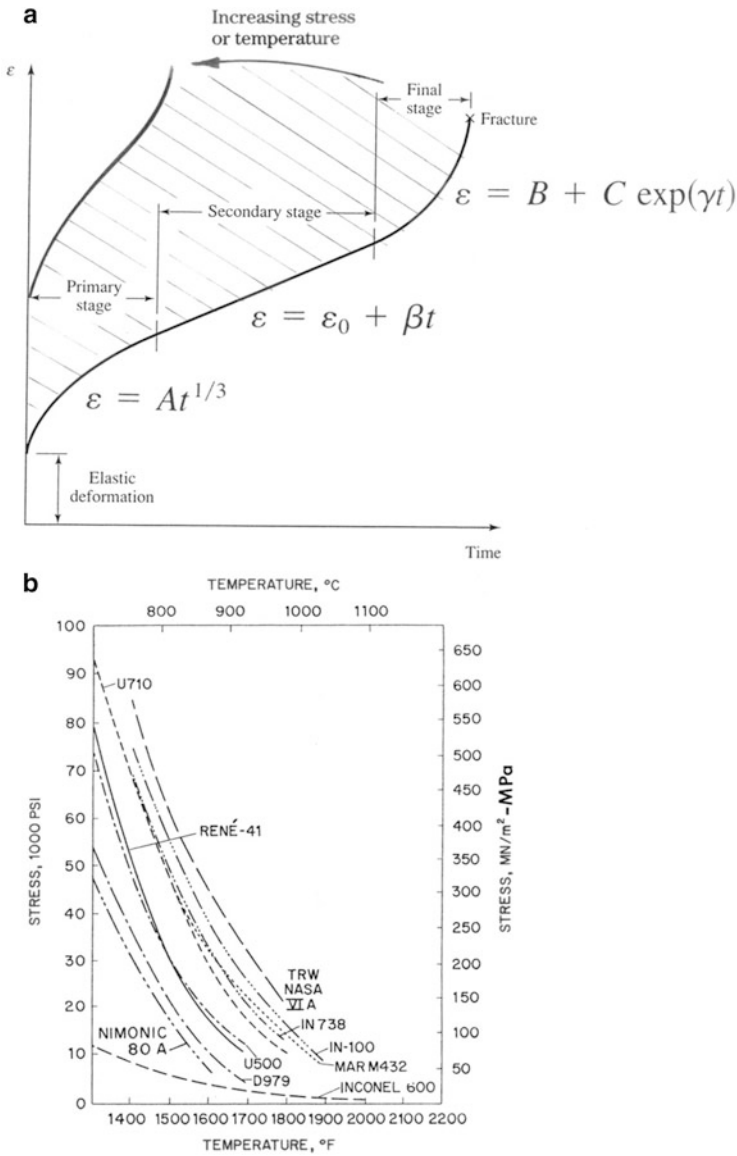 a
Increasing stress
or temperature
ε
Final
stage
Fracture
ε = B + C exp(γt)
Secondary stage
Primary
stage
ε = ε₀ + βt
ε = At^{1/3}
Elastic
deformation
Time
b
TEMPERATURE, °C
800 900 1000 1100
100
90
80
70
60
50
40
30
20
10
0
STRESS, 1000 PSI
650
600
550
500
450
400
350
300
250
200
150
100
50
STRESS, MN/m²-MPa
U710
RENÉ-41
TRW
NASA
VI A
IN 738
NIMONIC
80 A
IN-100
U500
MAR M432
D979
INCONEL 600
1400 1500 1600 1700 1800 1900 2000 2100 2200
TEMPERATURE, °F